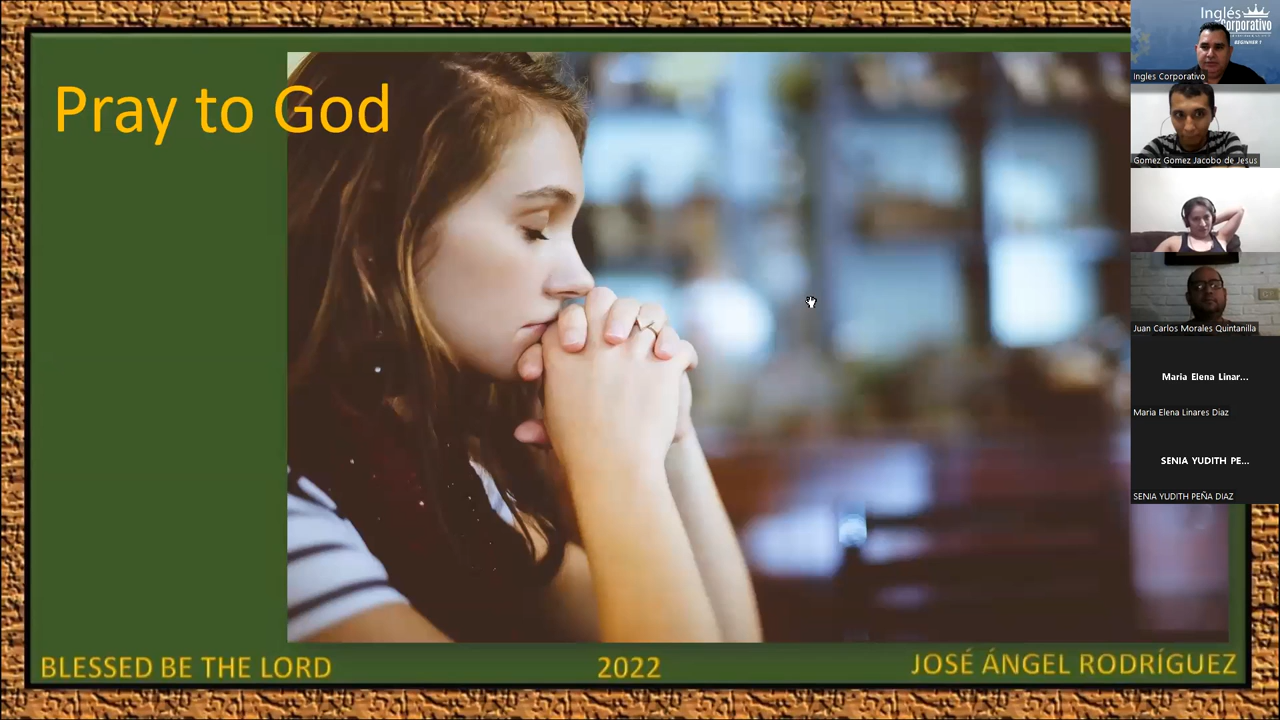 Pray to God
BLESSED BE THE LORD
2022
JOSÉ ÁNGEL RODRÍGUEZ
Inglés
Corporativo
BEGINNER 1
Ingles Corporativo
Gomez Gomez Jacobo de Jesus
Juan Carlos Morales Quintanilla
Maria Elena Linar...
Maria Elena Linares Diaz
SENIA YUDITH PE...
SENIA YUDITH PEÑA DIAZ